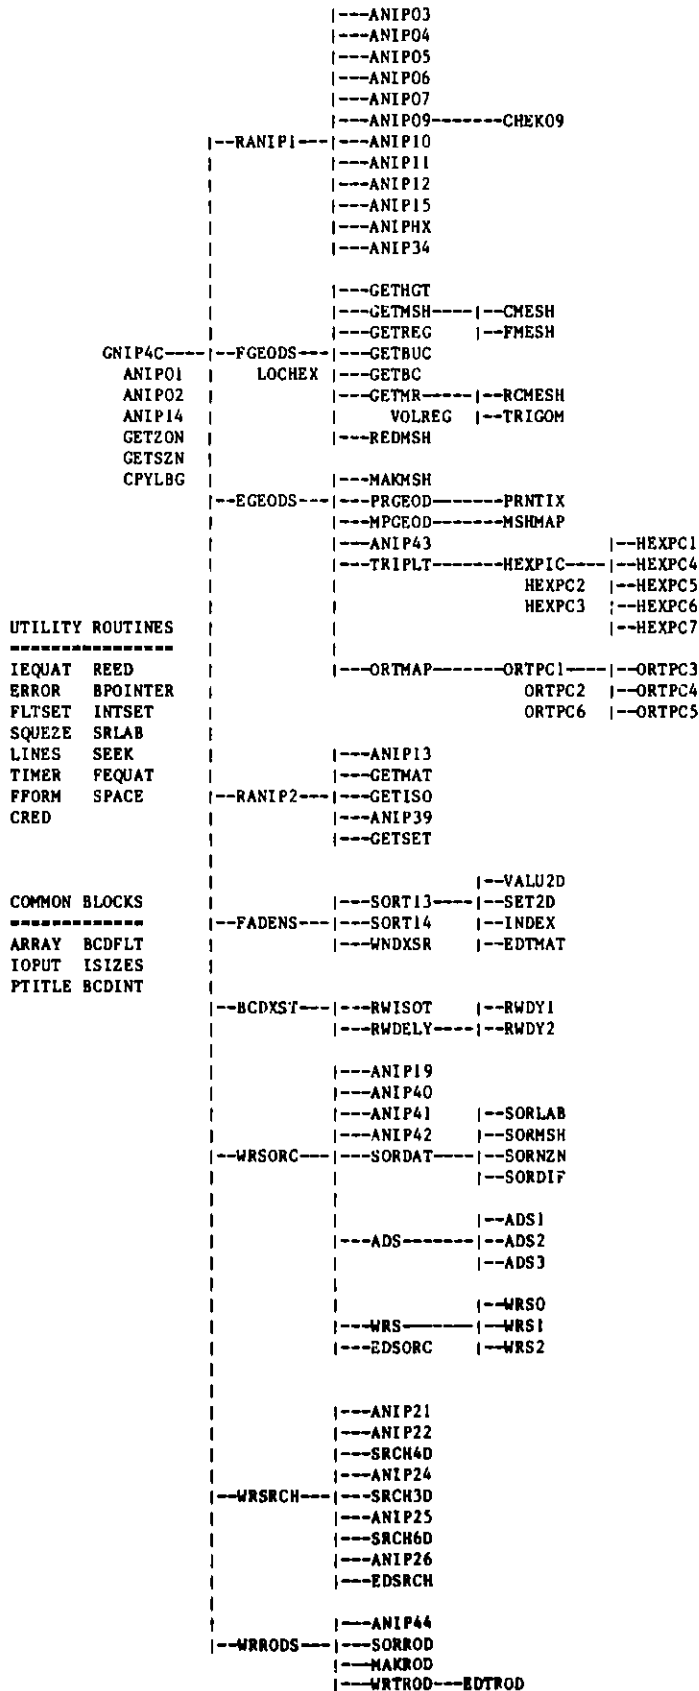 |---ANIP03
|---ANIP04
|---ANIP05
|---ANIP06
|---ANIP07
|---ANIP09-------CHEK09
|--RANIP1---|---ANIP10
|---ANIP11
|---ANIP12
|---ANIP15
|---ANIPHX
|---ANIP34
|---GETHGT
|---GETMSH----|--CMESH
|---GETREG |--FMESH
GNIP4C----|--FGEODS---|---GETBUC
ANIP01 LOCHEX |---GETBC
ANIP02 |---GETMR-----|--RCMESH
ANIP14 VOLREG |--TRIGOM
GETZON |---REDMSH
GETSZN
CPYLBG |---MAKMSH
|--EGEODS---|---PRGEOD------PRNTIX
|---MPGEOD------MSHMAP
|---ANIP43 |--HEXPC1
|---TRIPLT------HEXPIC----|--HEXPC4
HEXPC2 |--HEXPC5
HEXPC3 |--HEXPC6
UTILITY ROUTINES |--HEXPC7
----------------
IEQUAT REED |---ORTMAP------ORTPC1----|--ORTPC3
ERROR BPOINTER ORTPC2 |--ORTPC4
FLTSET INTSET ORTPC6 |--ORTPC5
SQUEZE SRLAB
LINES SEEK |---ANIP13
TIMER FEQUAT |---GETMAT
FFORM SPACE |--RANIP2---|---GETISO
CRED |---ANIP39
|---GETSET
|--VALU2D
COMMON BLOCKS |---SORT13----|--SET2D
------------- |--FADENS---|---SORT14 |--INDEX
ARRAY BCDFLT |---WNDXSR |--EDTMAT
IOPUT ISIZES
PTITLE BCDINT
|--BCDXST---|---RWISOT |--RWDY1
|---RWDELY----|--RWDY2
|---ANIP19
|---ANIP40
|---ANIP41 |--SORLAB
|---ANIP42 |--SORMSH
|--WRSORC---|---SORDAT----|--SORNZN
|--SORDIF
|--ADS1
|---ADS-------|--ADS2
|--ADS3
|--WRS0
|---WRS-------|--WRS1
|---EDSORC |--WRS2
|---ANIP21
|---ANIP22
|---SRCH4D
|---ANIP24
|--WRSRCH---|---SRCH3D
|---ANIP25
|---SRCH6D
|---ANIP26
|---EDSRCH
|---ANIP44
|--WRRODS---|---SORROD
|---MAKROD
|---WRTROD---EDTROD